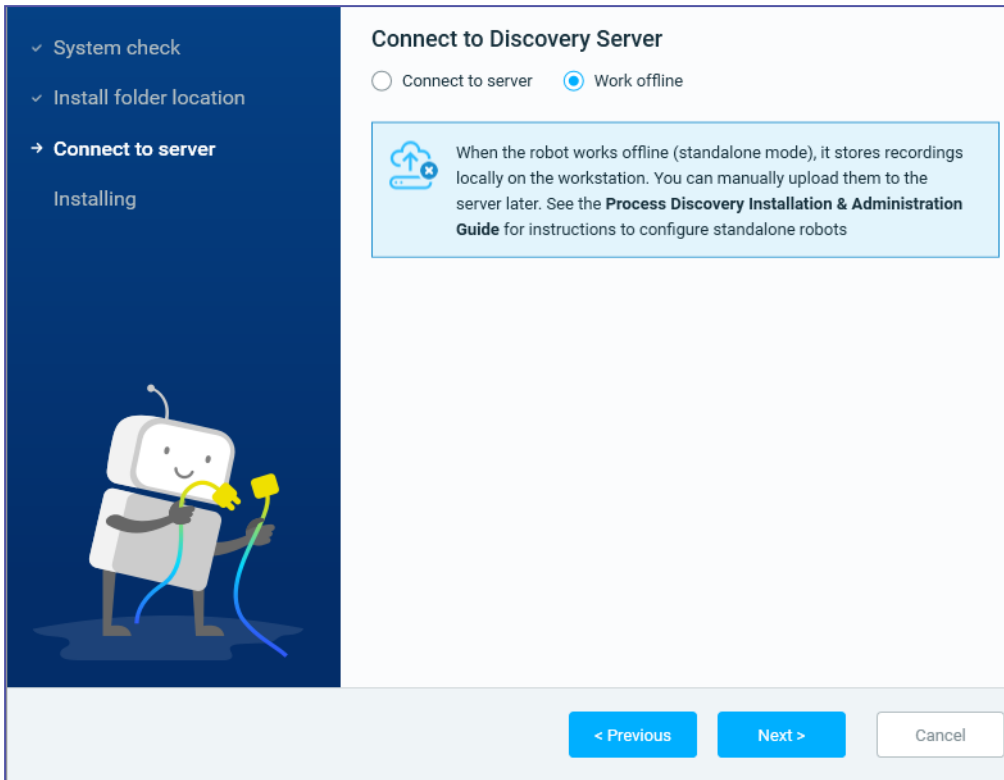 System check
Install folder location
Connect to server
Installing
Connect to Discovery Server
Connect to server Work offline
When the robot works offline (standalone mode), it stores recordings
locally on the workstation. You can manually upload them to the
server later. See the Process Discovery Installation & Administration
Guide for instructions to configure standalone robots
< Previous Next > Cancel